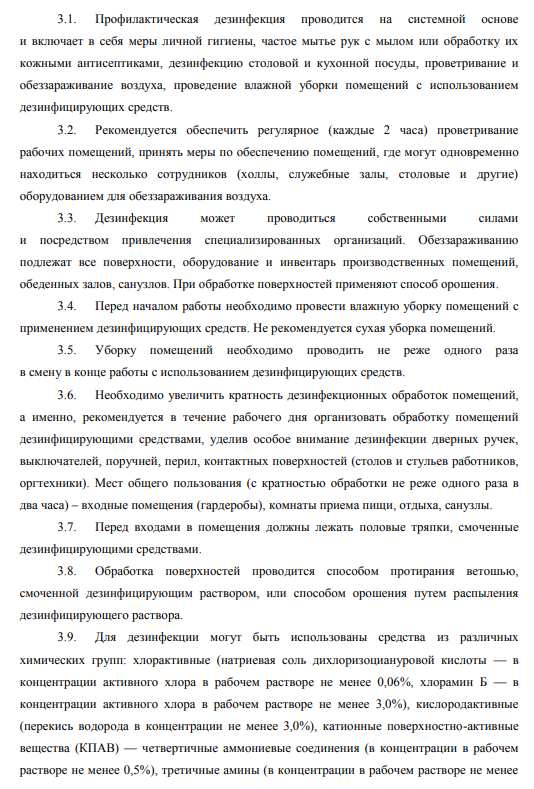 3.1. Профилактическая дезинфекция проводится на системной основе
и включает в себя меры личной гигиены, частое мытье рук с мылом или обработку их
кожными антисептиками, дезинфекцию столовой и кухонной посуды, проветривание и
обеззараживание воздуха, проведение влажной уборки помещений с использованием
дезинфицирующих средств.
3.2. Рекомендуется обеспечить регулярное (каждые 2 часа) проветривание
рабочих помещений, принять меры по обеспечению помещений, где могут одновременно
находиться несколько сотрудников (холлы, служебные залы, столовые и другие)
оборудованием для обеззараживания воздуха.
3.3. Дезинфекция может проводиться собственными силами
и посредством привлечения специализированных организаций. Обеззараживанию
подлежат все поверхности, оборудование и инвентарь производственных помещений,
обеденных залов, санузлов. При обработке поверхностей применяют способ орошения.
3.4. Перед началом работы необходимо провести влажную уборку помещений с
применением дезинфицирующих средств. Не рекомендуется сухая уборка помещений.
3.5. Уборку помещений необходимо проводить не реже одного раза
в смену в конце работы с использованием дезинфицирующих средств.
3.6. Необходимо увеличить кратность дезинфекционных обработок помещений,
а именно, рекомендуется в течение рабочего дня организовать обработку помещений
дезинфицирующими средствами, уделив особое внимание дезинфекции дверных ручек,
выключателей, поручней, перил, контактных поверхностей (столов и стульев работников,
оргтехники). Мест общего пользования (с кратностью обработки не реже одного раза в
два часа) – входные помещения (гардеробы), комнаты приема пищи, отдыха, санузлы.
3.7. Перед входами в помещения должны лежать половые тряпки, смоченные
дезинфицирующими средствами.
3.8. Обработка поверхностей проводится способом протирания ветошью,
смоченной дезинфицирующим раствором, или способом орошения путем распыления
дезинфицирующего раствора.
3.9. Для дезинфекции могут быть использованы средства из различных
химических групп: хлорактивные (натриевая соль дихлоризоциануровой кислоты — в
концентрации активного хлора в рабочем растворе не менее 0,06%, хлорамин Б — в
концентрации активного хлора в рабочем растворе не менее 3,0%), кислородактивные
(перекись водорода в концентрации не менее 3,0%), катионные поверхностно-активные
вещества (КПАВ) — четвертичные аммониевые соединения (в концентрации в рабочем
растворе не менее 0,5%), третичные амины (в концентрации в рабочем растворе не менее